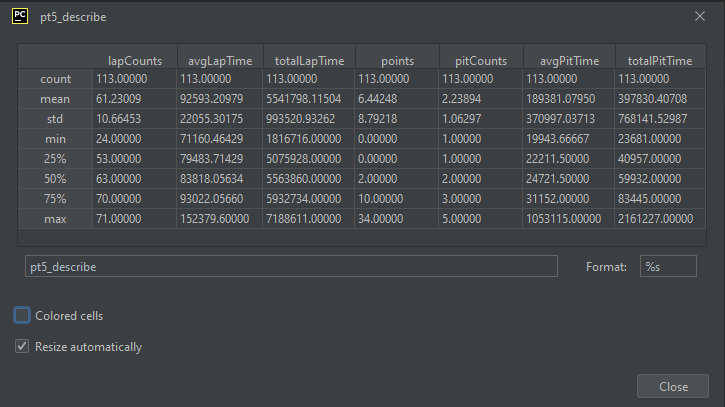 PC pt5_describe
lapCounts avgLapTime totalLapTime points pitCounts avgPitTime totalPitTime
count 113.00000 113.00000 113.00000 113.00000 113.00000 113.00000 113.00000
mean 61.23009 92593.20979 5541798.11504 6.44248 2.23894 189381.07950 397830.40708
std 10.66453 22055.30175 993520.93262 8.79218 1.06297 370997.03713 768141.52987
min 24.00000 71160.46429 1816716.00000 0.00000 1.00000 19943.66667 23681.00000
25% 53.00000 79483.71429 5075928.00000 0.00000 1.00000 22211.50000 40957.00000
50% 63.00000 83818.05634 5563860.00000 2.00000 2.00000 24721.50000 59932.00000
75% 70.00000 93022.05660 5932734.00000 10.00000 3.00000 31152.00000 83445.00000
max 71.00000 152379.60000 7188611.00000 34.00000 5.00000 1053115.00000 2161227.00000
pt5_describe Format: %s
Colored cells
Resize automatically
Close